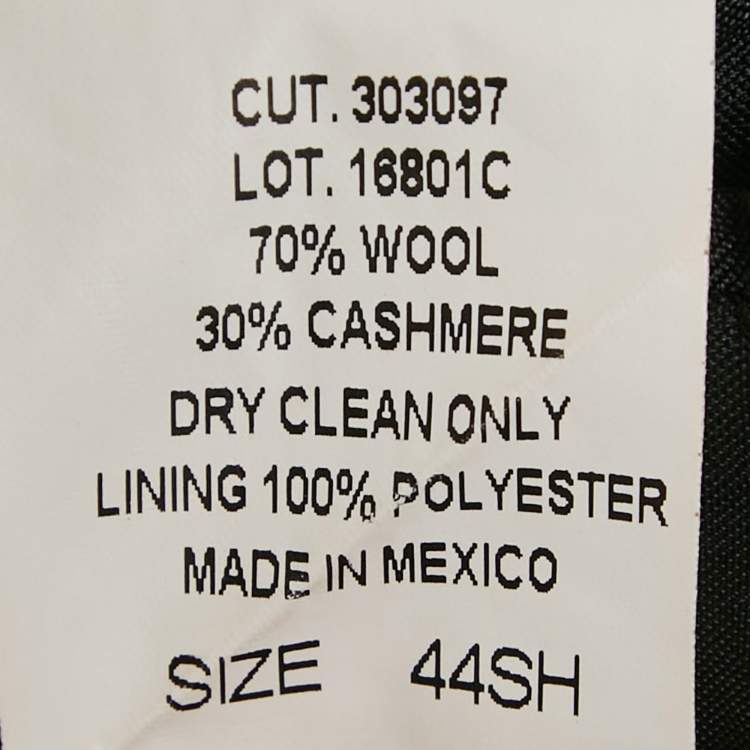 CUT. 303097
LOT. 16801C
70% WOOL
30% CASHMERE
DRY CLEAN ONLY
LINING 100% POLYESTER
MADE IN MEXICO
SIZE 44SH